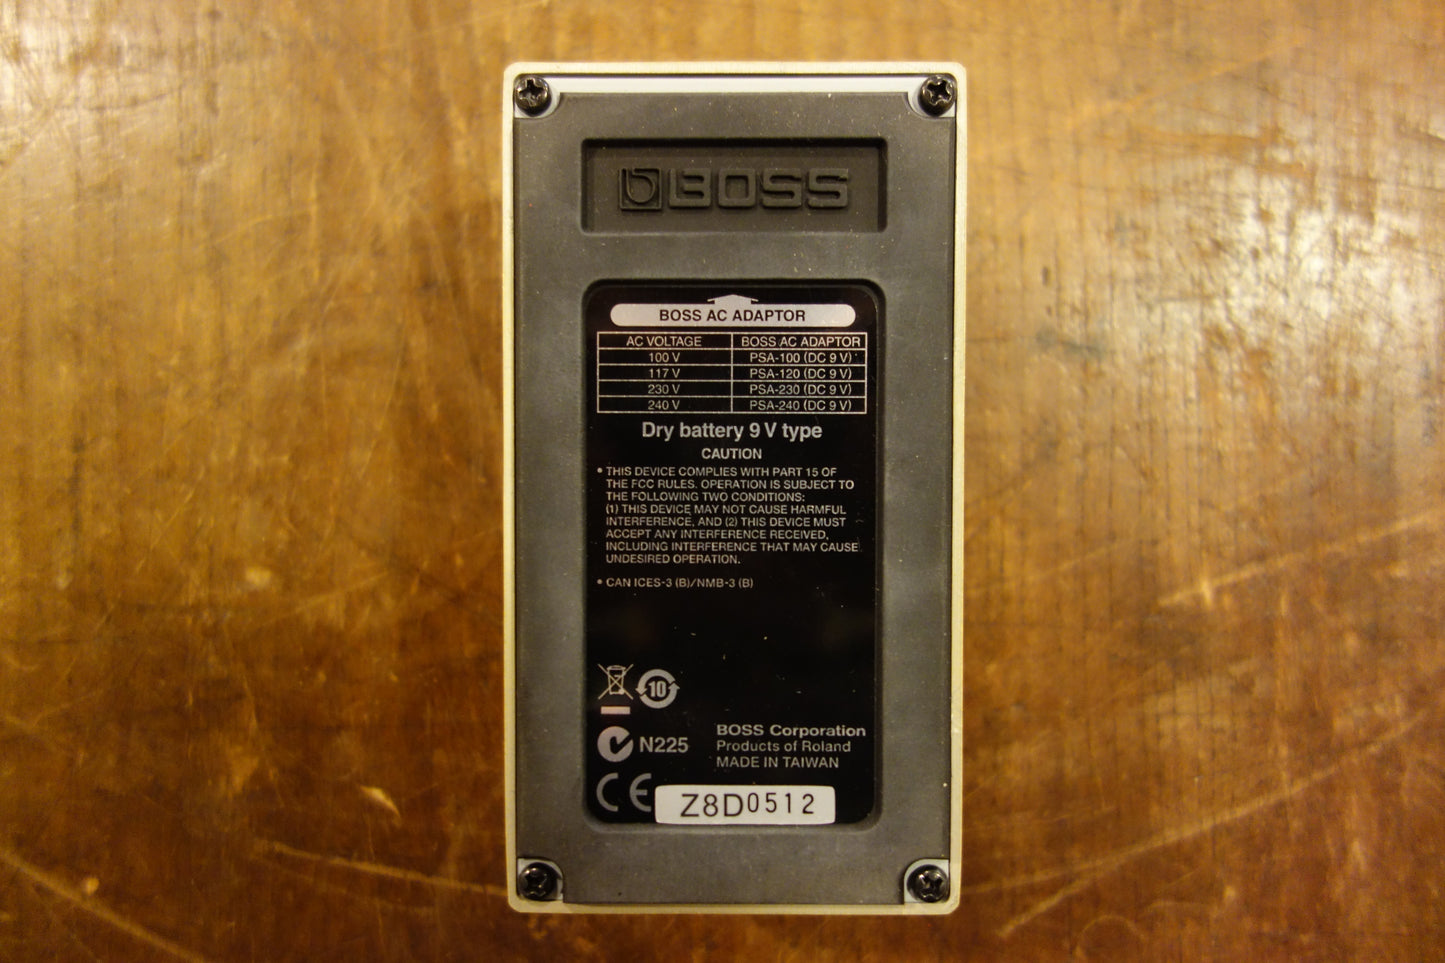 BOSS
BOSS AC ADAPTOR
AC VOLTAGE BOSS AC ADAPTOR
100 V PSA-100 (DC 9 V)
117 V PSA-120 (DC 9 V)
230 V PSA-230 (DC 9 V)
240 V PSA-240 (DC 9 V)
Dry battery 9 V type
CAUTION
• THIS DEVICE COMPLIES WITH PART 15 OF
THE FCC RULES. OPERATION IS SUBJECT TO
THE FOLLOWING TWO CONDITIONS:
(1) THIS DEVICE MAY NOT CAUSE HARMFUL
INTERFERENCE, AND (2) THIS DEVICE MUST
ACCEPT ANY INTERFERENCE RECEIVED,
INCLUDING INTERFERENCE THAT MAY CAUSE
UNDESIRED OPERATION.
• CAN ICES-3 (B)/NMB-3 (B)
10
N225
BOSS Corporation
Products of Roland
MADE IN TAIWAN
CE
Z8D0512